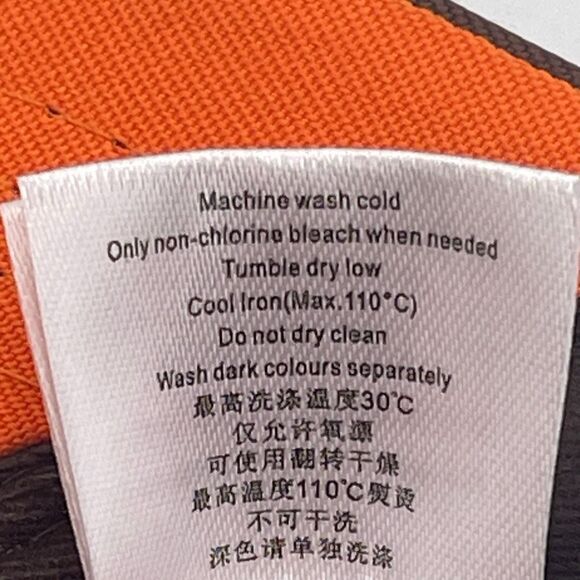 Machine wash cold
Only non-chlorine bleach when needed
Tumble dry low
Cool Iron(Max.110°C)
Do not dry clean
Wash dark colours separately
最高洗涤温度30℃
仅允许氧漂
可使用翻转干燥
最高温度110℃熨烫
不可干洗
深色请单独洗涤